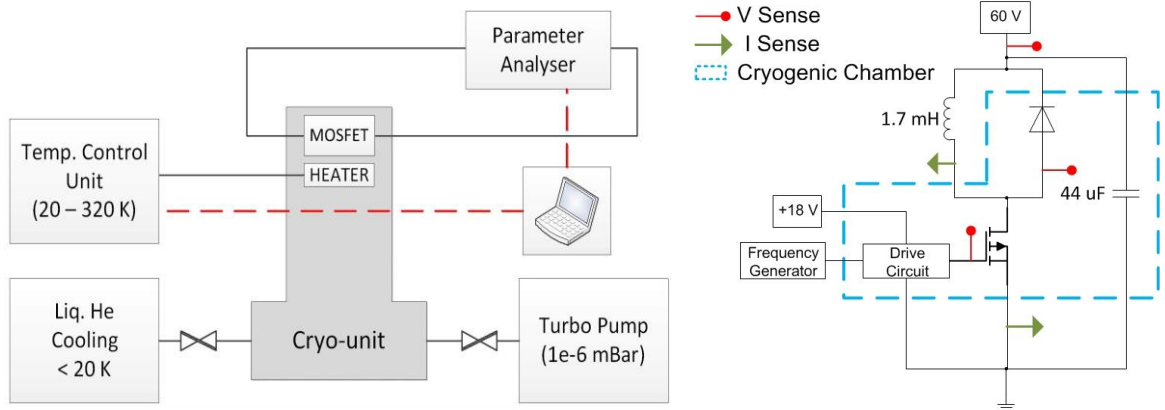 Parameter
Analyser
MOSFET
HEATER
Temp. Control
Unit
(20 – 320 K)
Liq. He
Cooling
< 20 K
Cryo-unit
Turbo Pump
(1e-6 mBar)
V Sense
I Sense
Cryogenic Chamber
60 V
1.7 mH
44 uF
+18 V
Frequency
Generator
Drive
Circuit